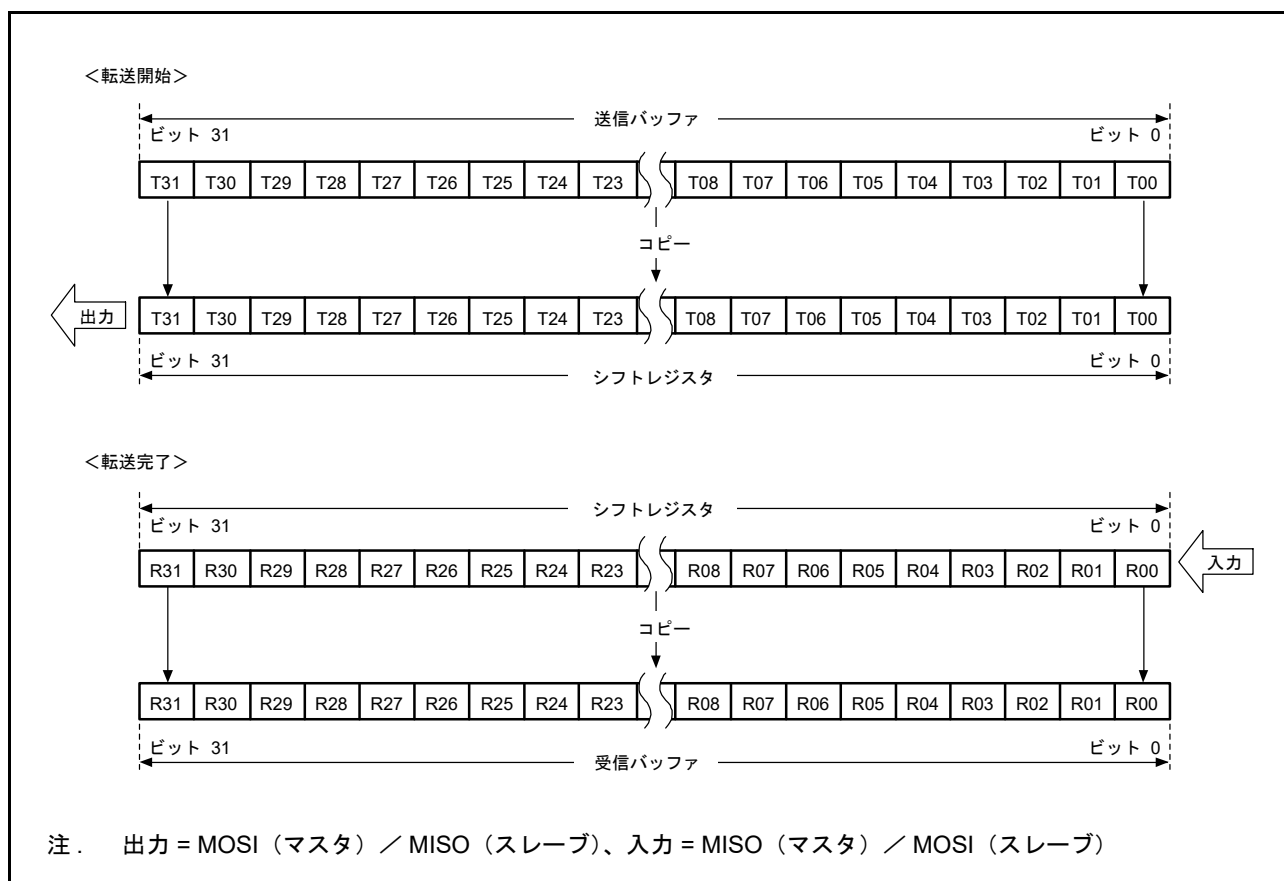 ＜転送開始＞
送信バッファ
ビット 31 ビット 0
T31 T30 T29 T28 T27 T26 T25 T24 T23 T08 T07 T06 T05 T04 T03 T02 T01 T00
コピー
出力 T31 T30 T29 T28 T27 T26 T25 T24 T23 T08 T07 T06 T05 T04 T03 T02 T01 T00
ビット 31 ビット 0
シフトレジスタ
＜転送完了＞
シフトレジスタ
ビット 31 ビット 0
R31 R30 R29 R28 R27 R26 R25 R24 R23 R08 R07 R06 R05 R04 R03 R02 R01 R00 入力
コピー
R31 R30 R29 R28 R27 R26 R25 R24 R23 R08 R07 R06 R05 R04 R03 R02 R01 R00
ビット 31 ビット 0
受信バッファ
注． 出力 = MOSI（マスタ）／ MISO（スレーブ）、入力 = MISO（マスタ）／ MOSI（スレーブ）